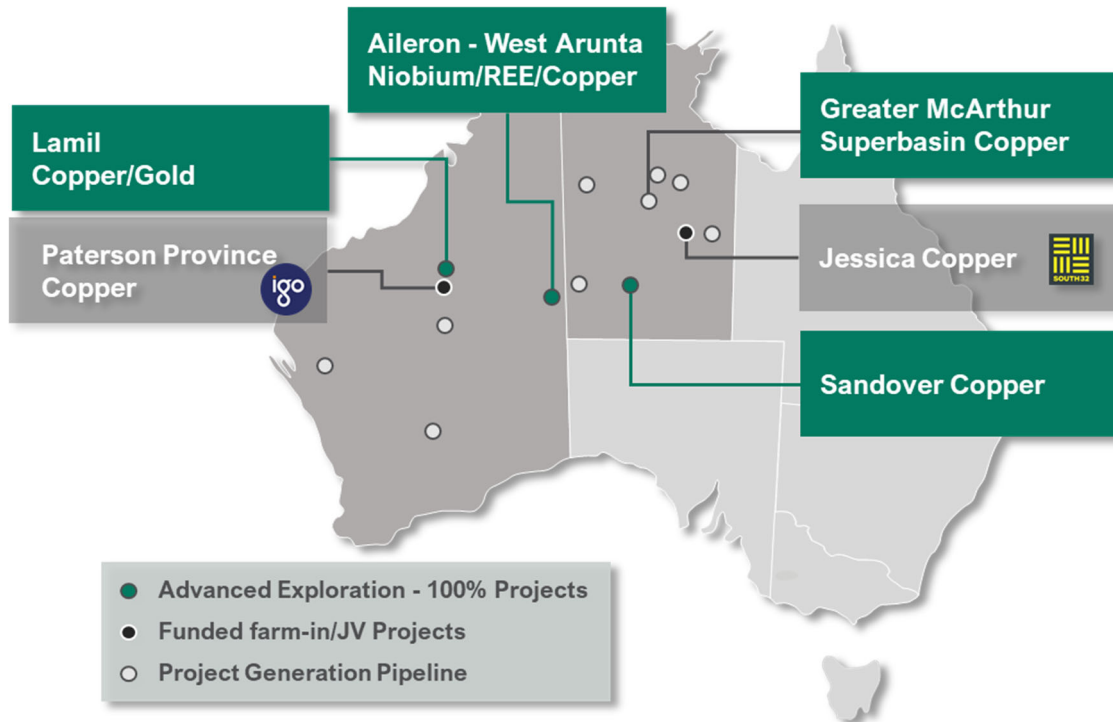 Aileron - West Arunta
Niobium/REE/Copper
Lamil
Copper/Gold
Greater McArthur
Superbasin Copper
Paterson Province
Copper
igo
Jessica Copper
SOUTH32
Sandover Copper
Advanced Exploration - 100% Projects
Funded farm-in/JV Projects
Project Generation Pipeline